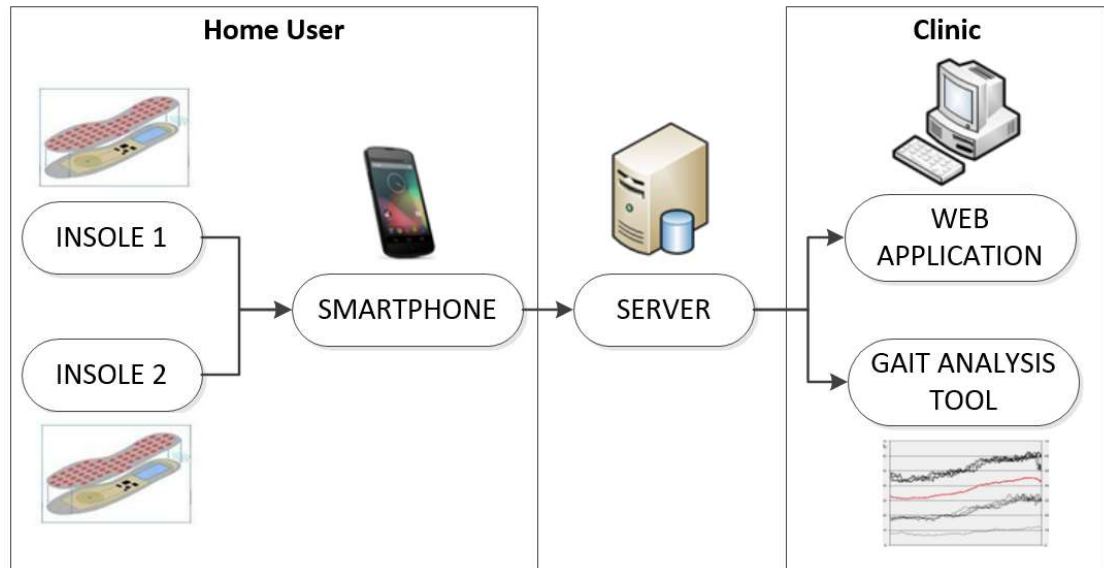 Home User
Clinic
INSOLE 1
INSOLE 2
SMARTPHONE
SERVER
WEB
APPLICATION
GAIT ANALYSIS
TOOL